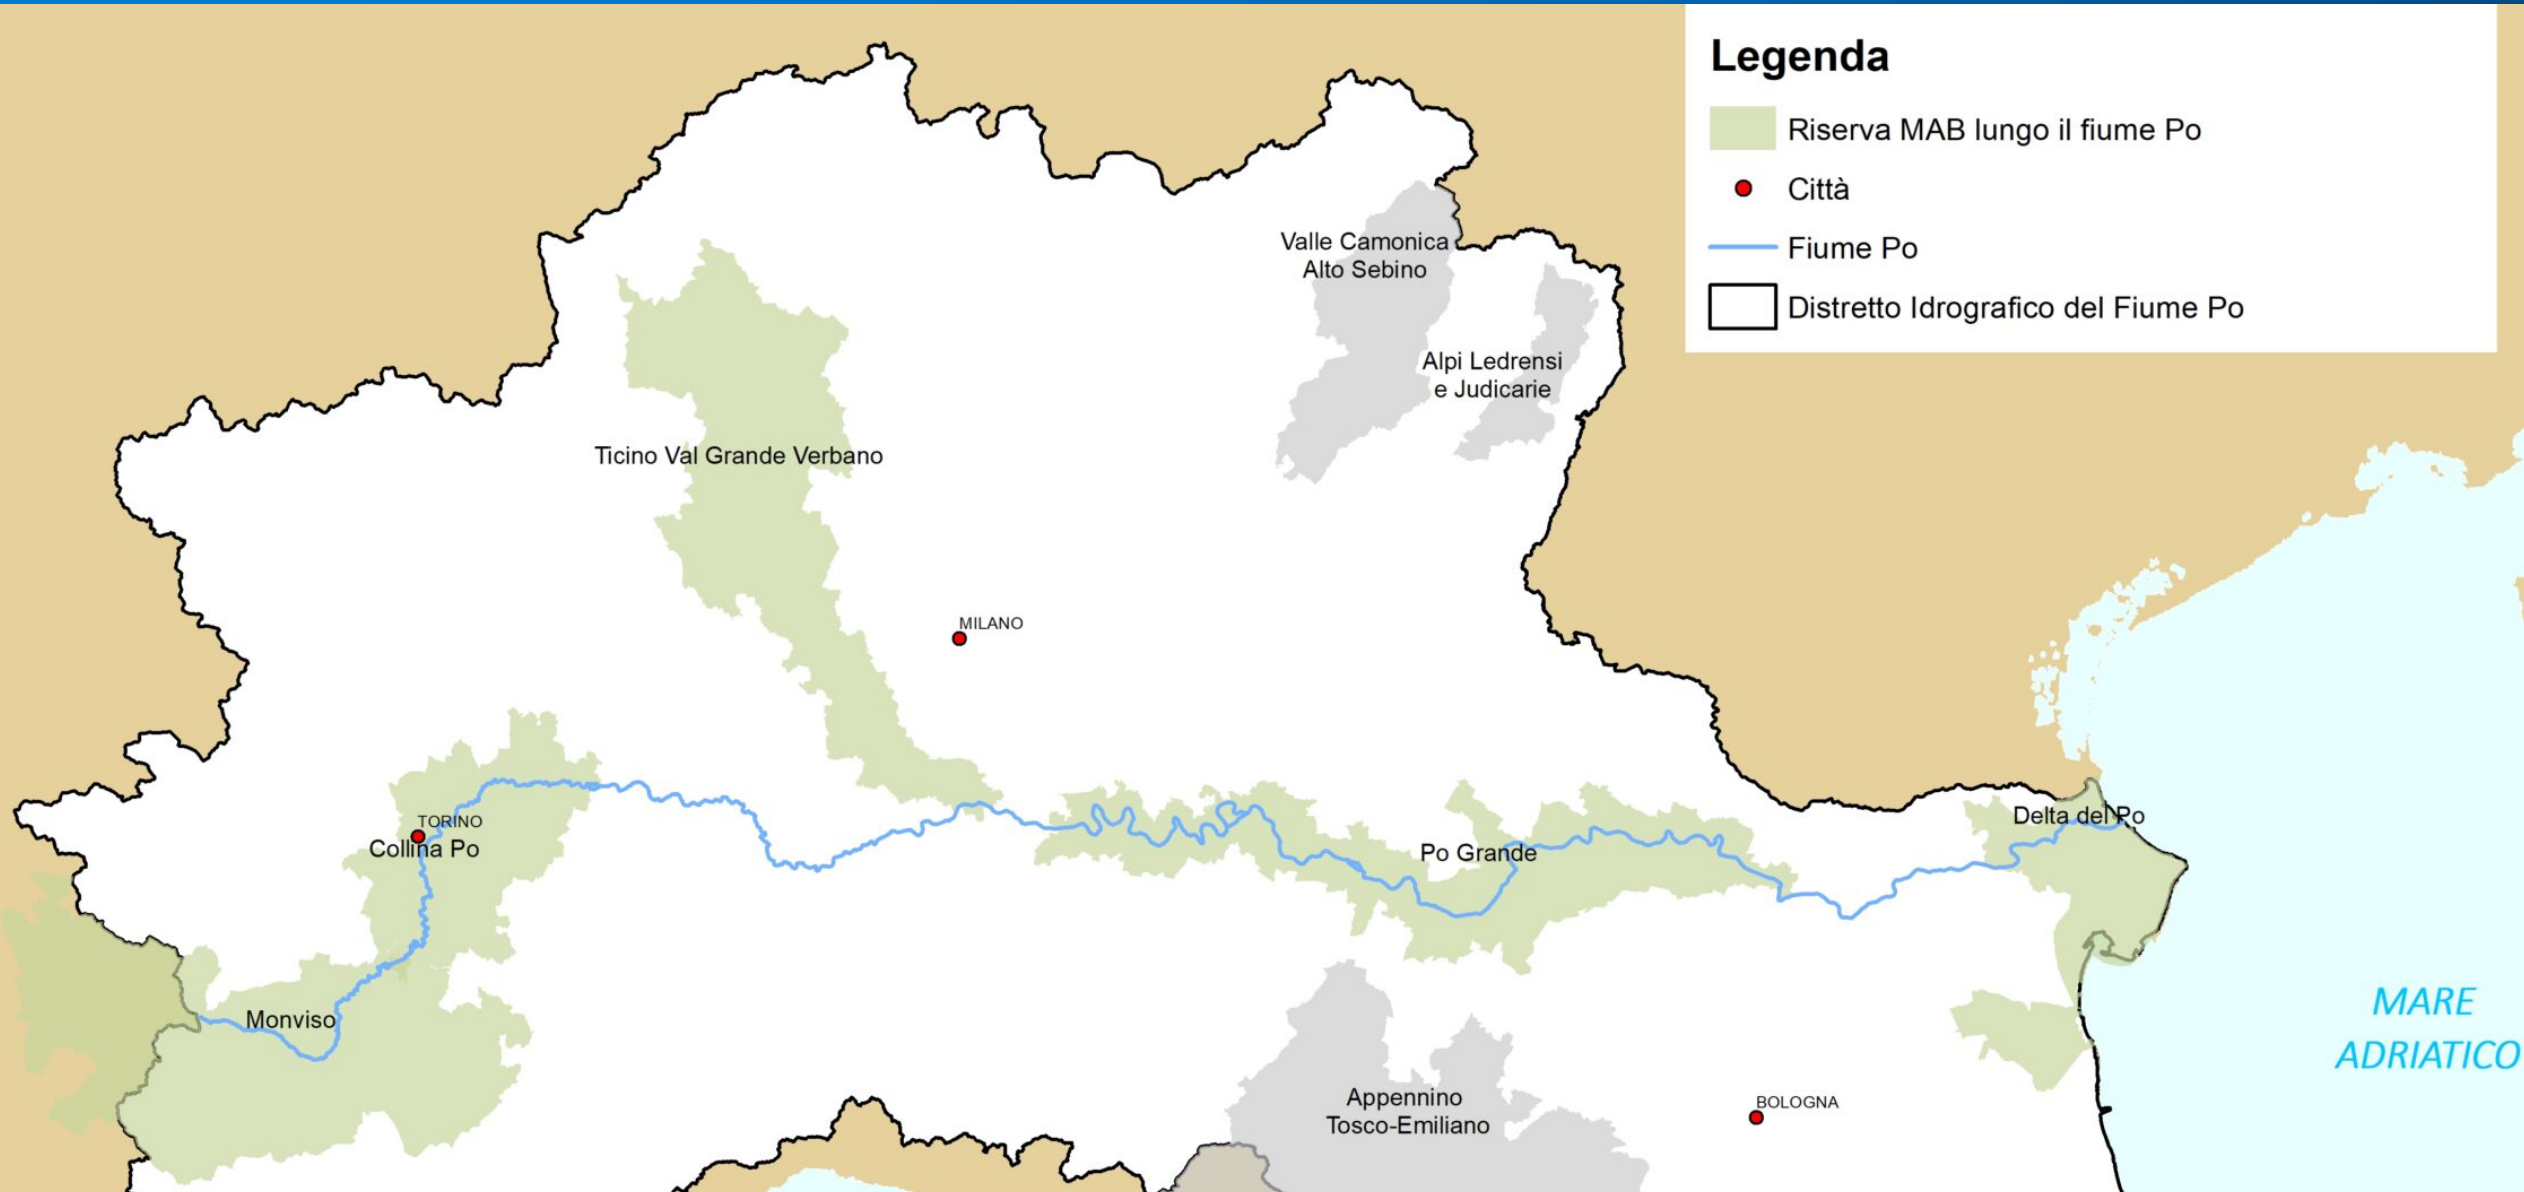 Legenda
Riserva MAB lungo il fiume Po
Città
Fiume Po
Distretto Idrografico del Fiume Po
Valle Camonica
Alto Sebino
Alpi Ledrensi
e Judicarie
Ticino Val Grande Verbano
MILANO
TORINO
Collina Po
Delta del Po
Po Grande
Monviso
MARE
ADRIATICO
Appennino
Tosco-Emiliano
BOLOGNA